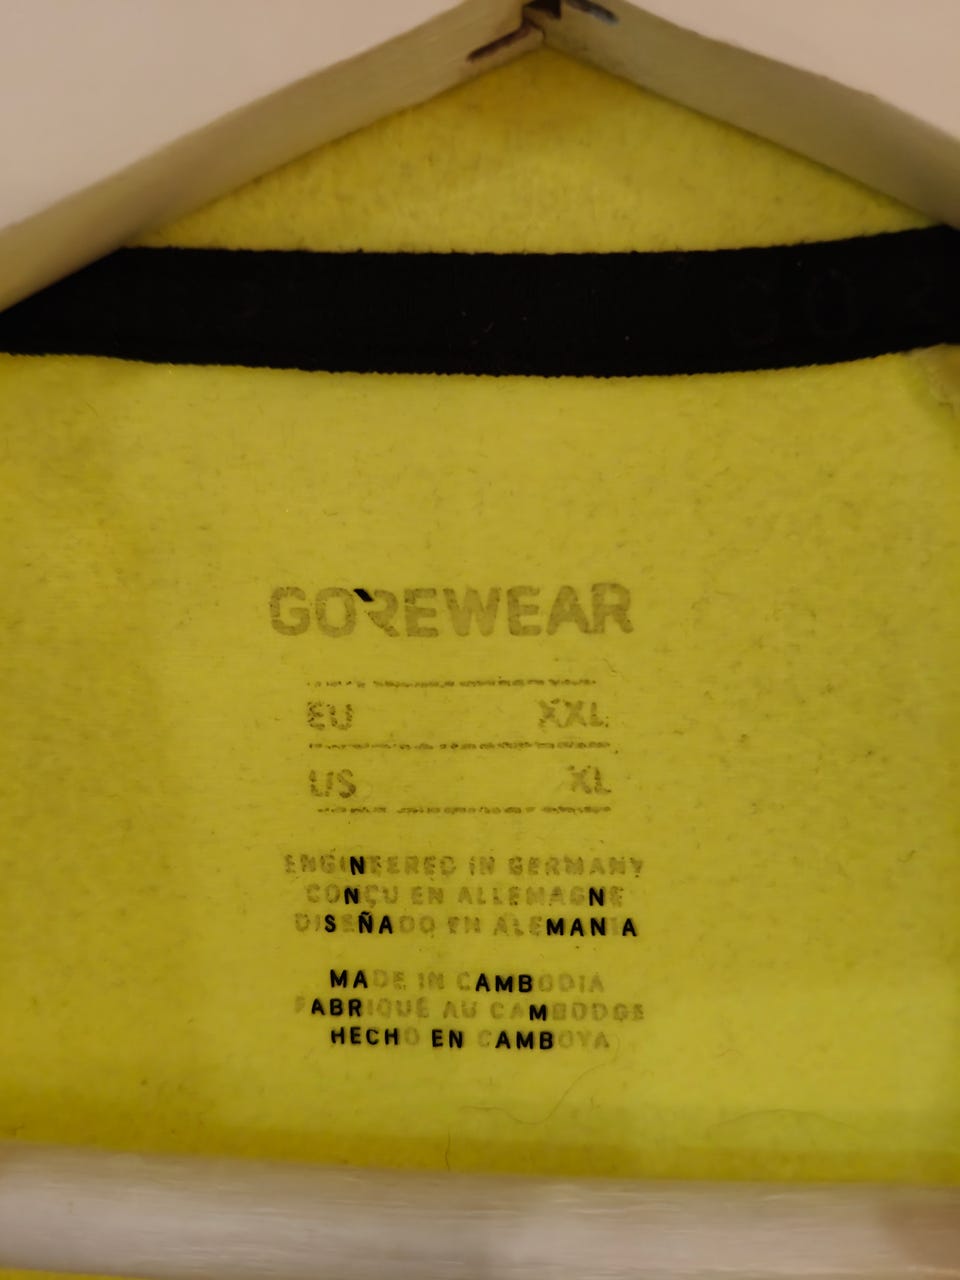 GOREWEAR
EU XXL
US XL
ENGINEERED IN GERMANY
CONÇU EN ALLEMAGNE
DISEÑADO EN ALEMANIA
MADE IN CAMBODIA
FABRIQUÉ AU CAMBODGE
HECHO EN CAMBOYA